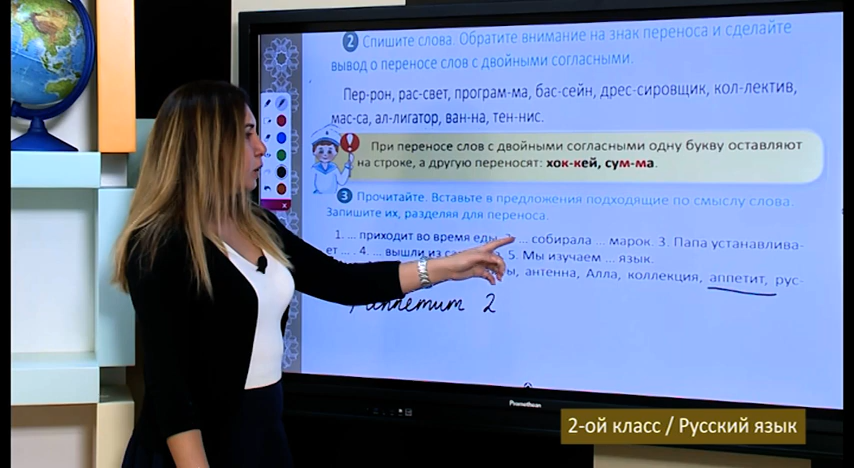 2 Спишите слова. Обратите внимание на знак переноса и сделайте
вывод о переносе слов с двойными согласными.
Пер-рон, рас-свет, програм-ма, бас-сейн, дрес-сировщик, кол-лектив,
мас-са, ал-лигатор, ван-на, тен-нис.
При переносе слов с двойными согласными одну букву оставляют
на строке, а другую переносят: хок-кей, сум-ма.
3 Прочитайте. Вставьте в предложения подходящие по смыслу слова.
Запишите их, разделяя для переноса.
1. ... приходит во время еды. 2. ... собирала ... марок. 3. Папа устанавлива-
ет ... . 4. ... вышли из 5. Мы изучаем ... язык.
антенна, Алла, коллекция, аппетит, рус-
Аппетит 2
Promethean
2-ой класс / Русский язык